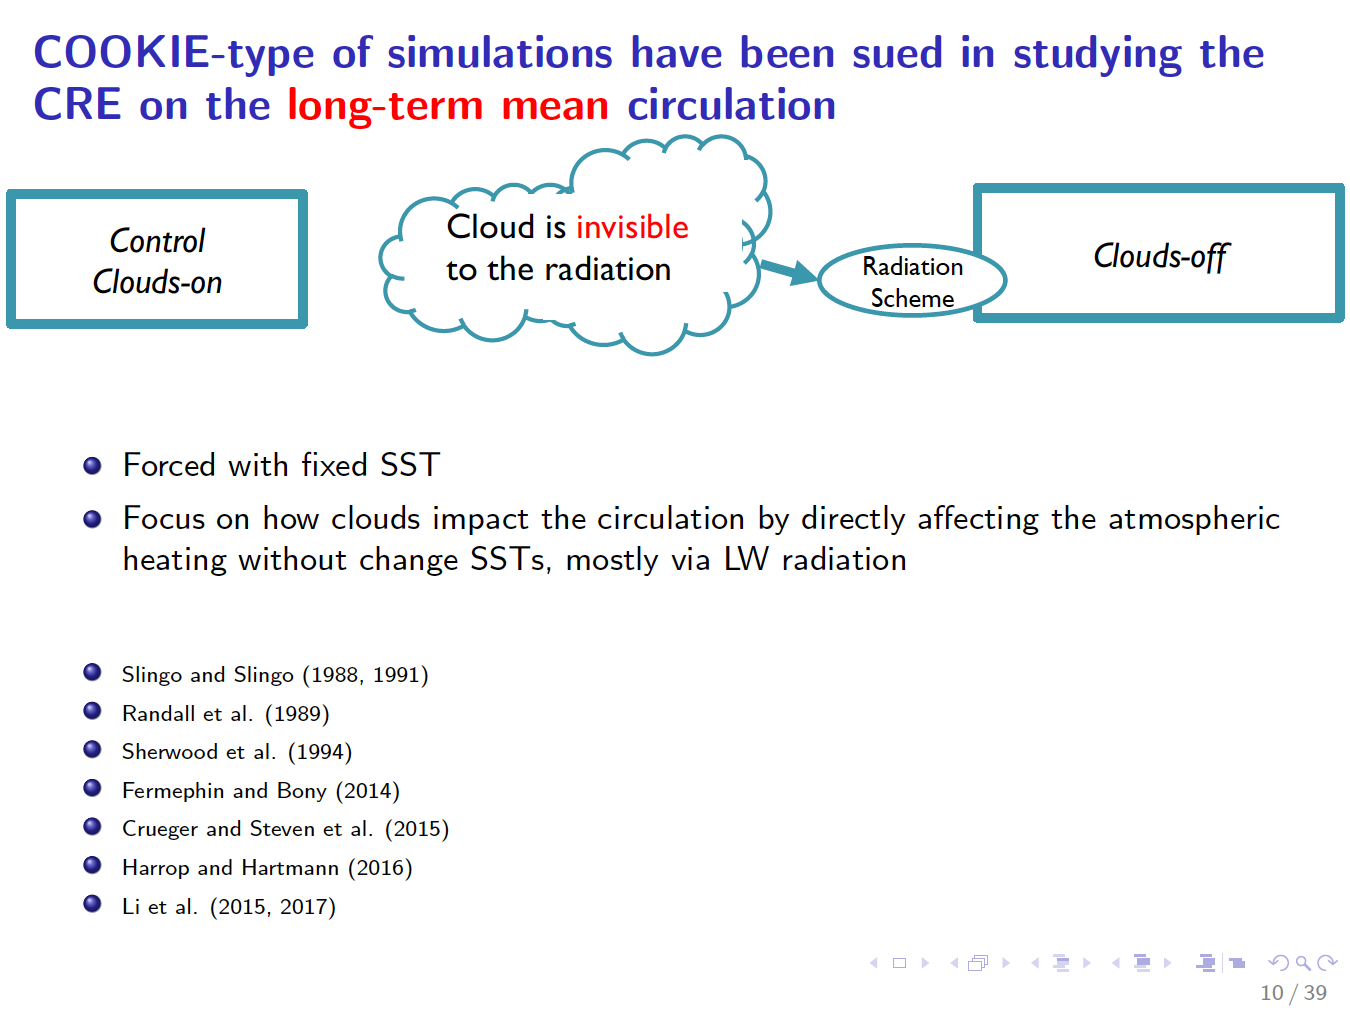 COOKIE-type of simulations have been sued in studying the
CRE on the long-term mean circulation
Control
Clouds-on
Cloud is invisible
to the radiation
Radiation
Scheme
Clouds-off
Forced with fixed SST
Focus on how clouds impact the circulation by directly affecting the atmospheric
heating without change SSTs, mostly via LW radiation
Slingo and Slingo (1988, 1991)
Randall et al. (1989)
Sherwood et al. (1994)
Fermephin and Bony (2014)
Crueger and Steven et al. (2015)
Harrop and Hartmann (2016)
Li et al. (2015, 2017)
10 / 39